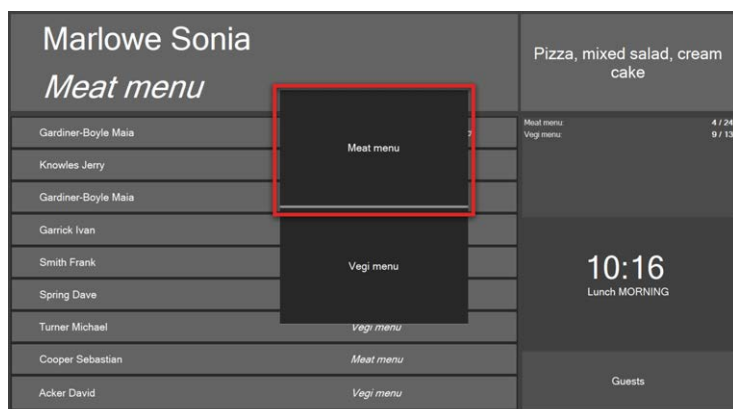 Marlowe Sonia
Meat menu
Pizza, mixed salad, cream
cake
Gardiner-Boyle Maia
Meat menu
Meat menu: 4 / 24
Vegi menu: 9 / 13
Knowles Jerry
Gardiner-Boyle Maia
Garrick Ivan
Smith Frank
Vegi menu
10:16
Lunch MORNING
Spring Dave
Turner Michael Vegi menu
Cooper Sebastian Meat menu
Guests
Acker David Vegi menu